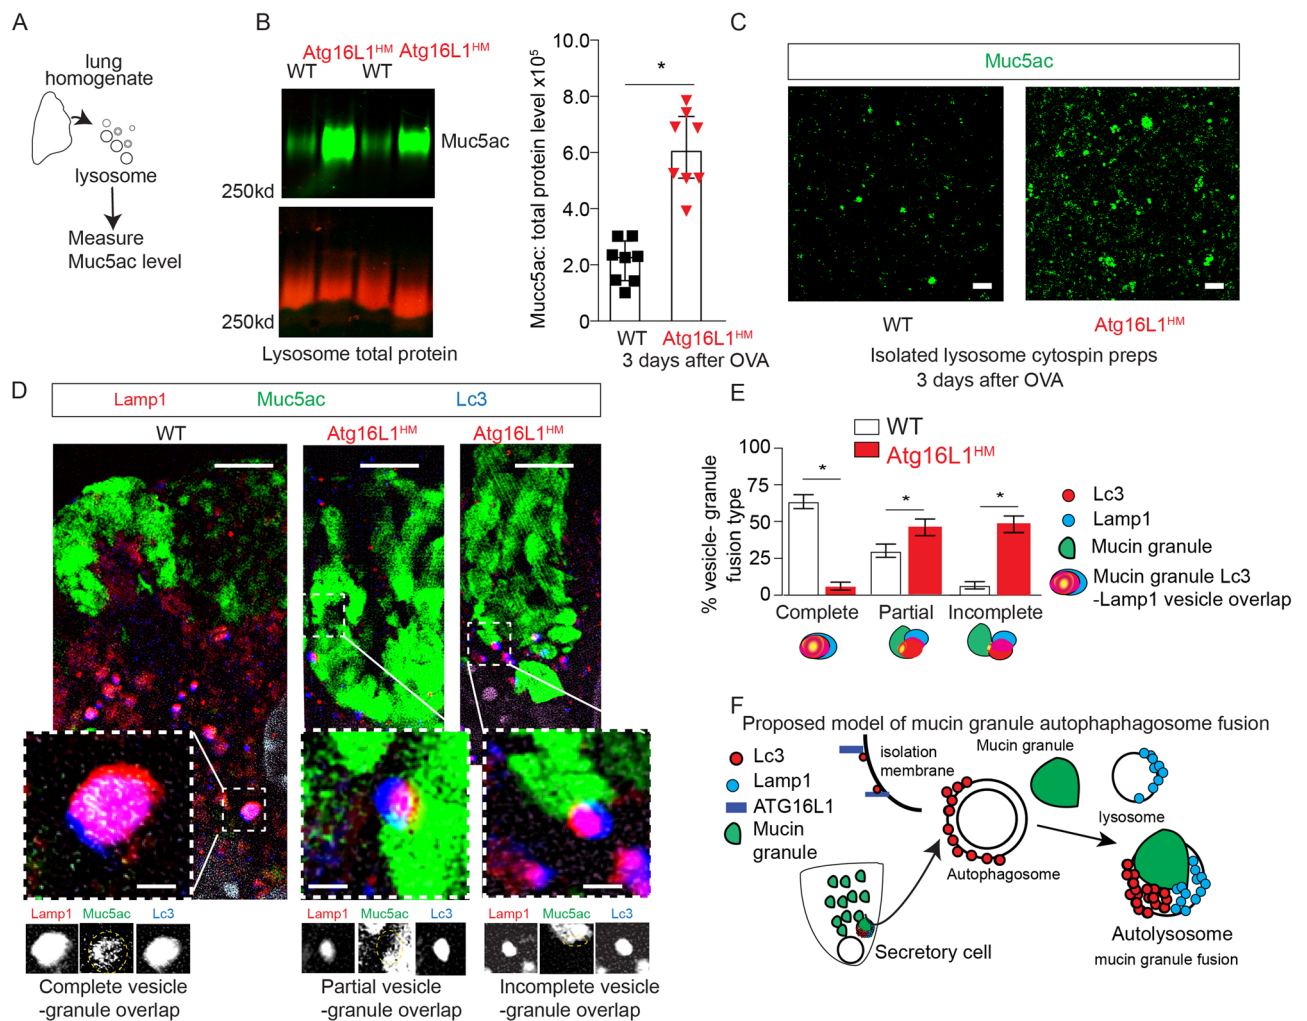 A
lung
homogenate
lysosome
Measure
Muc5ac level
B
Atg16L1HM Atg16L1HM
WT WT
Muc5ac
250kd
250kd
Lysosome total protein
Mucc5ac: total protein level x10⁵
10.0
8.0
6.0
4.0
2.0
0
*
WT Atg16L1HM
3 days after OVA
C
Muc5ac
WT Atg16L1HM
Isolated lysosome cytospin preps
3 days after OVA
D
Lamp1 Muc5ac Lc3
WT Atg16L1HM Atg16L1HM
Lamp1 Muc5ac Lc3
Lamp1 Muc5ac Lc3
Lamp1 Muc5ac Lc3
Complete vesicle
-granule overlap
Partial vesicle
-granule overlap
Incomplete vesicle
-granule overlap
E
WT
Atg16L1HM
% vesicle- granule
fusion type
100
75
50
25
0
* * *
Complete Partial Incomplete
Lc3
Lamp1
Mucin granule
Mucin granule Lc3
-Lamp1 vesicle overlap
F
Proposed model of mucin granule autophaphagosome fusion
Lc3
Lamp1
ATG16L1
Mucin
granule
isolation
membrane
Mucin granule
lysosome
Autophagosome
Secretory cell
Autolysosome
mucin granule fusion